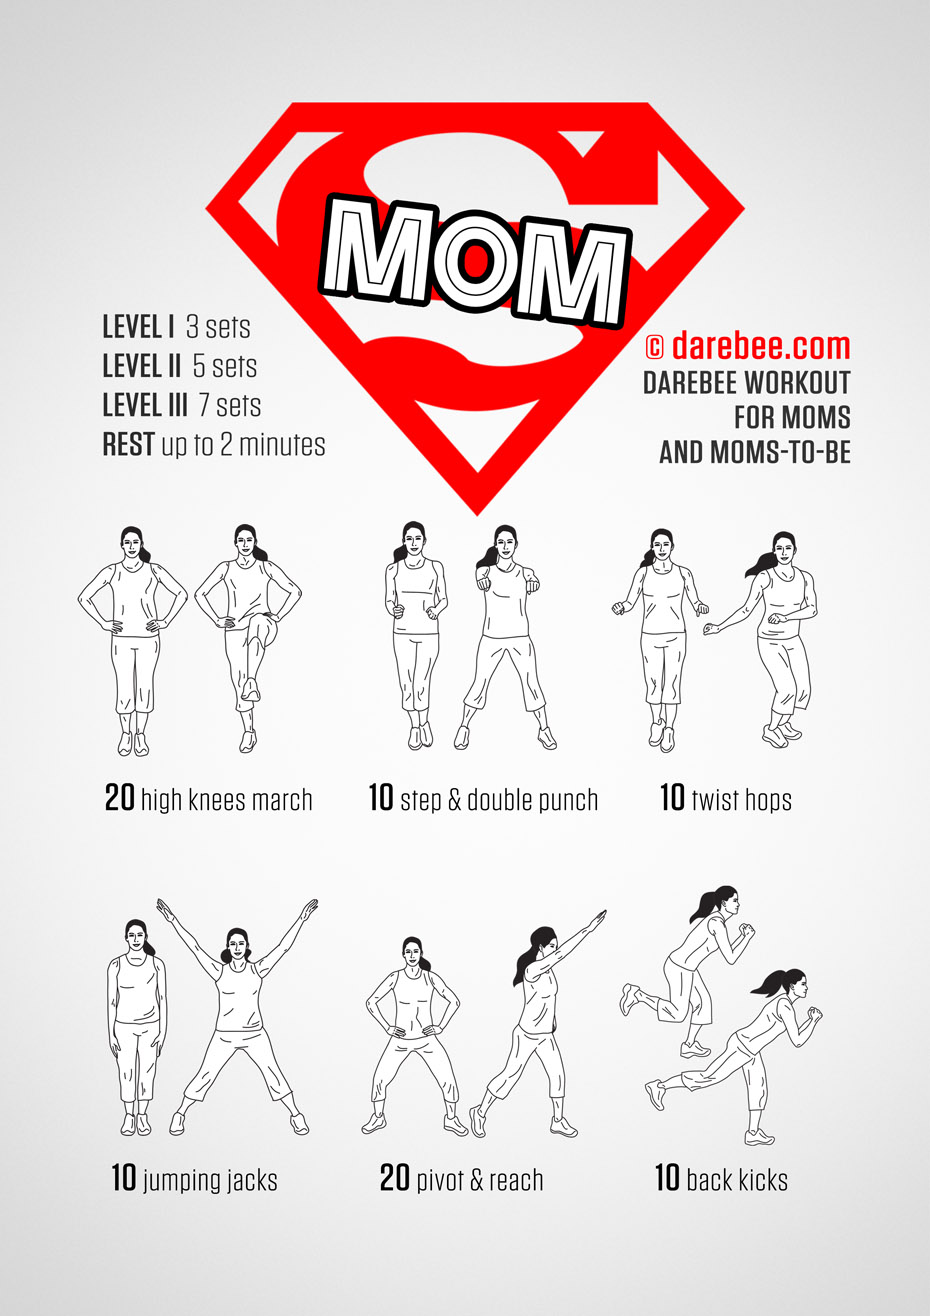 MOM
LEVEL I 3 sets
LEVEL II 5 sets
LEVEL III 7 sets
REST up to 2 minutes
© darebee.com
DAREBEE WORKOUT
FOR MOMS
AND MOMS-TO-BE
20 high knees march
10 step & double punch
10 twist hops
10 jumping jacks
20 pivot & reach
10 back kicks